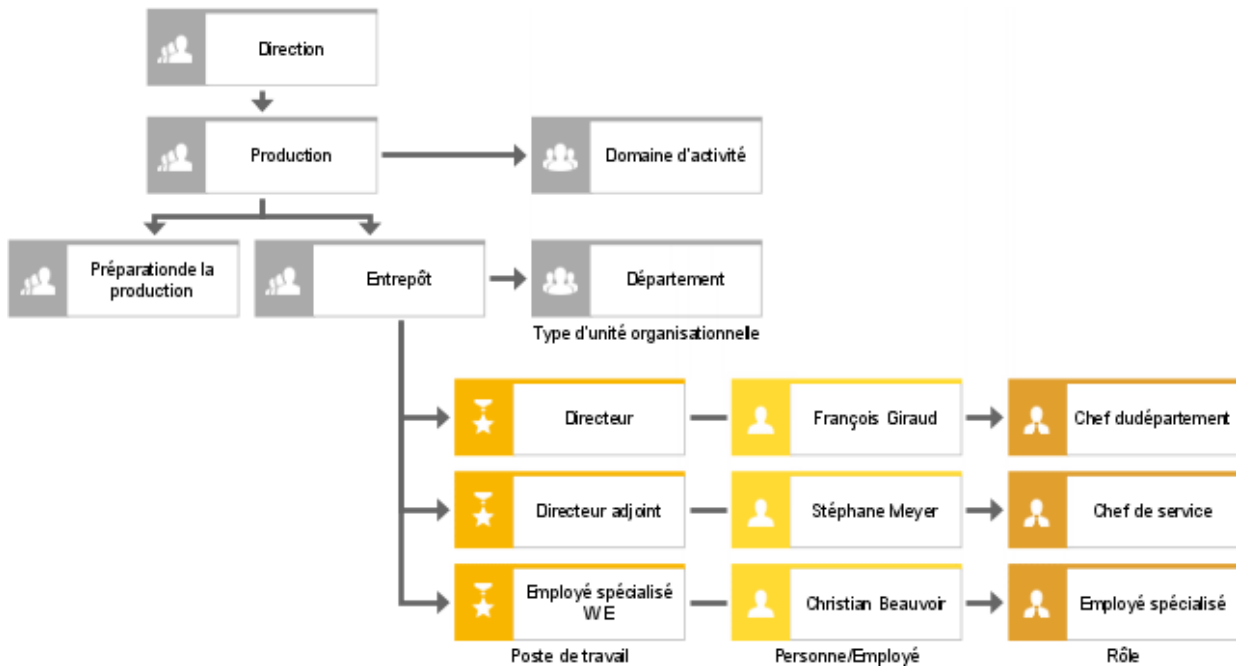 Direction
Production
Domaine d'activité
Préparationde la
production
Entrepôt
Département
Type d'unité organisationnelle
Directeur
François Giraud
Chef dudépartement
Directeur adjoint
Stéphane Meyer
Chef de service
Employé spécialisé
WE
Christian Beauvoir
Employé spécialisé
Poste de travail
Personne/Employé
Rôle